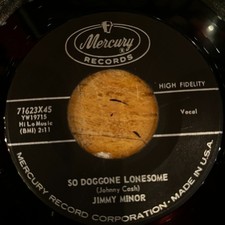 Mercury
RECORDS
HIGH FIDELITY
71623X45
YW19715
Hi Lo Music
(BMI) 2:11
Vocal
SO DOGGONE LONESOME
(Johnny Cash)
JIMMY MINOR
MERCURY RECORD CORPORATION • MADE IN U.S.A.